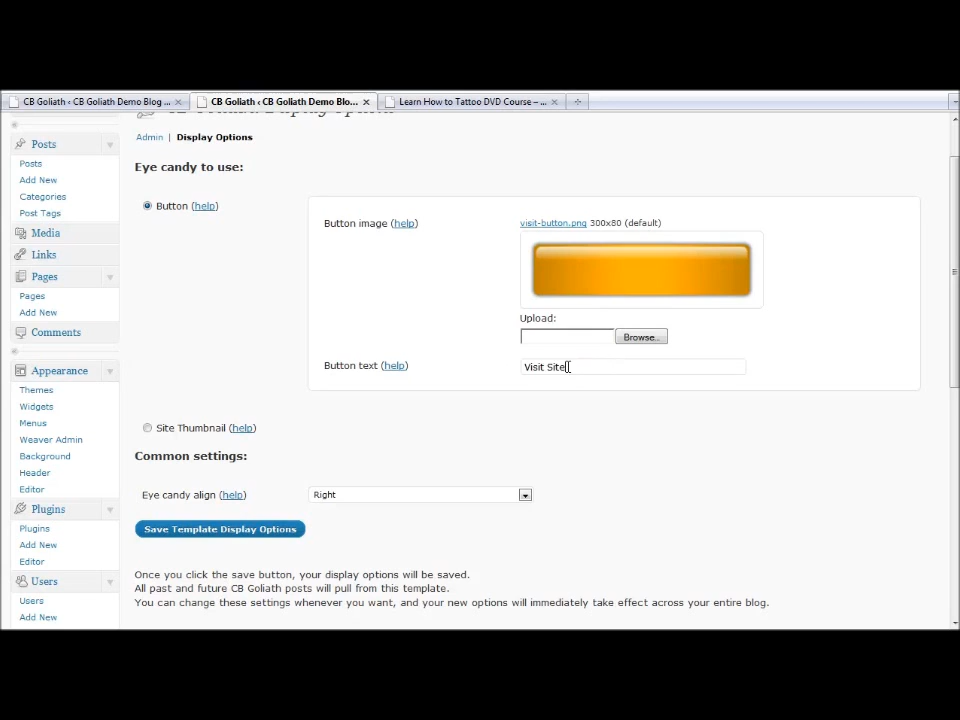 CB Goliath ‹ CB Goliath Demo Blog ...
CB Goliath ‹ CB Goliath Demo Blo...
Learn How to Tattoo DVD Course – ...
Admin | Display Options
Posts
Posts
Add New
Categories
Post Tags
Media
Links
Pages
Pages
Add New
Comments
Appearance
Themes
Widgets
Menus
Weaver Admin
Background
Header
Editor
Plugins
Plugins
Add New
Editor
Users
Users
Add New
Eye candy to use:
Button (help)
Button image (help)
visit-button.png 300x80 (default)
Upload:
Browse..
Button text (help)
Visit Site
Site Thumbnail (help)
Common settings:
Eye candy align (help)
Right
Save Template Display Options
Once you click the save button, your display options will be saved.
All past and future CB Goliath posts will pull from this template.
You can change these settings whenever you want, and your new options will immediately take effect across your entire blog.